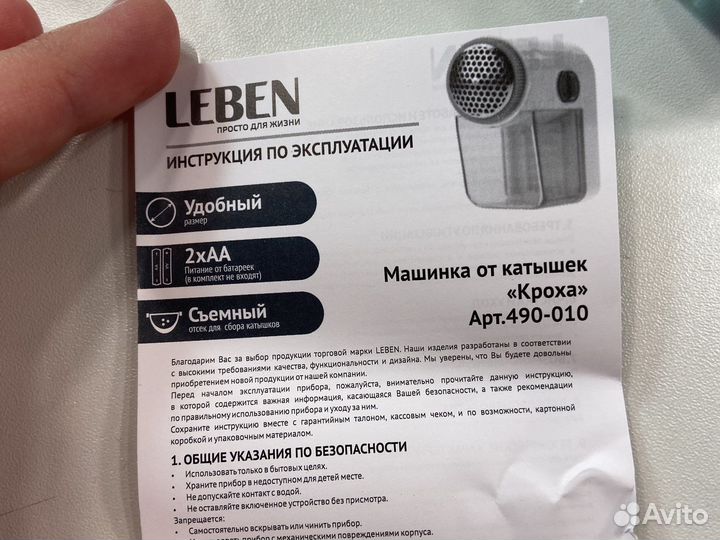 LEBEN
ПРОСТО ДЛЯ ЖИЗНИ
ИНСТРУКЦИЯ ПО ЭКСПЛУАТАЦИИ
Удобный
размер
2xAA
Питание от батареек
(в комплект не входят)
Съемный
отсек для сбора катышков
Машинка от катышек
«Кроха»
Арт.490-010
Благодарим Вас за выбор продукции торговой марки LEBEN. Наши изделия разработаны в соответствии
с высокими требованиями качества, функциональности и дизайна. Мы уверены, что Вы будете довольны
приобретением новой продукции от нашей компании.
Перед началом эксплуатации прибора, пожалуйста, внимательно прочитайте данную инструкцию,
в которой содержится важная информация, касающаяся Вашей безопасности, а также рекомендации
по правильному использованию прибора и уходу за ним.
Сохраните инструкцию вместе с гарантийным талоном, кассовым чеком, и по возможности, картонной
коробкой и упаковочным материалом.
1. ОБЩИЕ УКАЗАНИЯ ПО БЕЗОПАСНОСТИ
• Использовать только в бытовых целях.
• Храните прибор в недоступном для детей месте.
• Не допускайте контакт с водой.
• Не оставляйте включенное устройство без присмотра.
Запрещается:
• Самостоятельно вскрывать или чинить прибор.
прибор с механическими повреждениями корпуса.
Avito